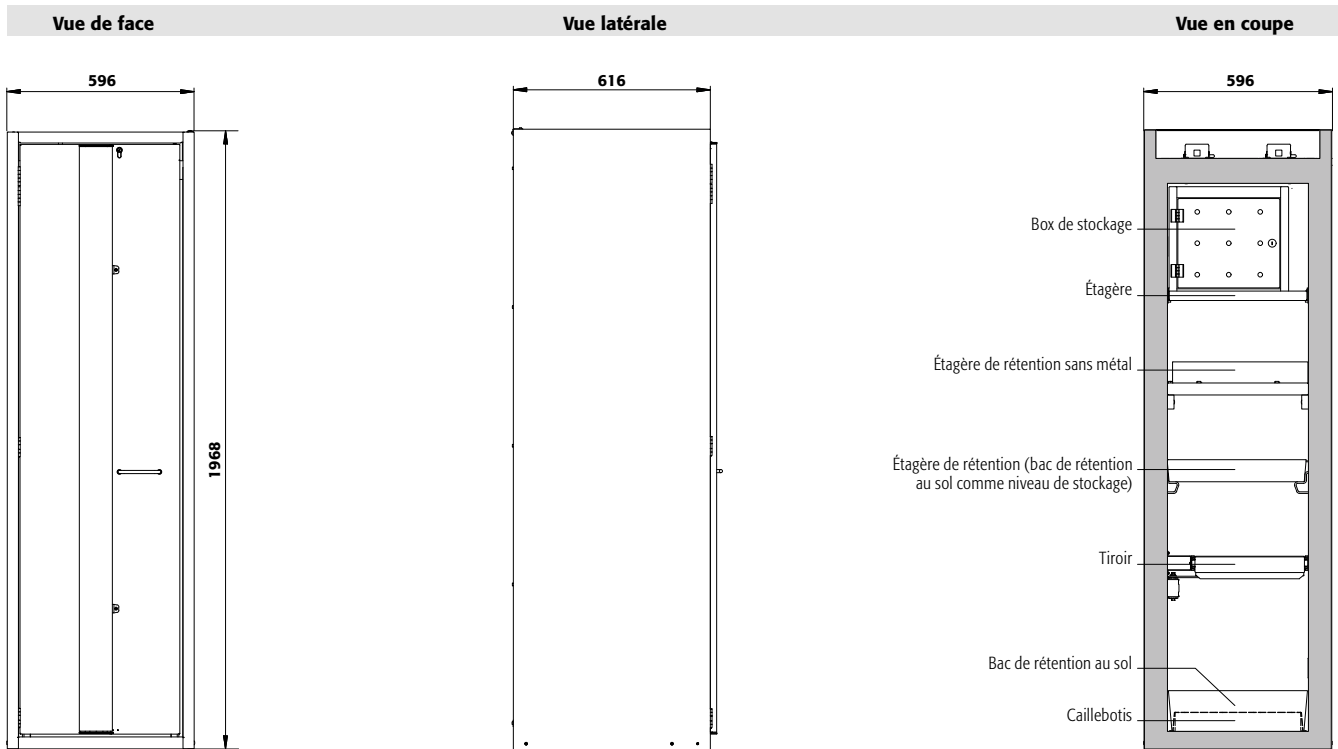 Vue de face
Vue latérale
Vue en coupe
596
616
596
1968
Box de stockage
Étagère
Étagère de rétention sans métal
Étagère de rétention (bac de rétention
au sol comme niveau de stockage)
Tiroir
Bac de rétention au sol
Caillebotis